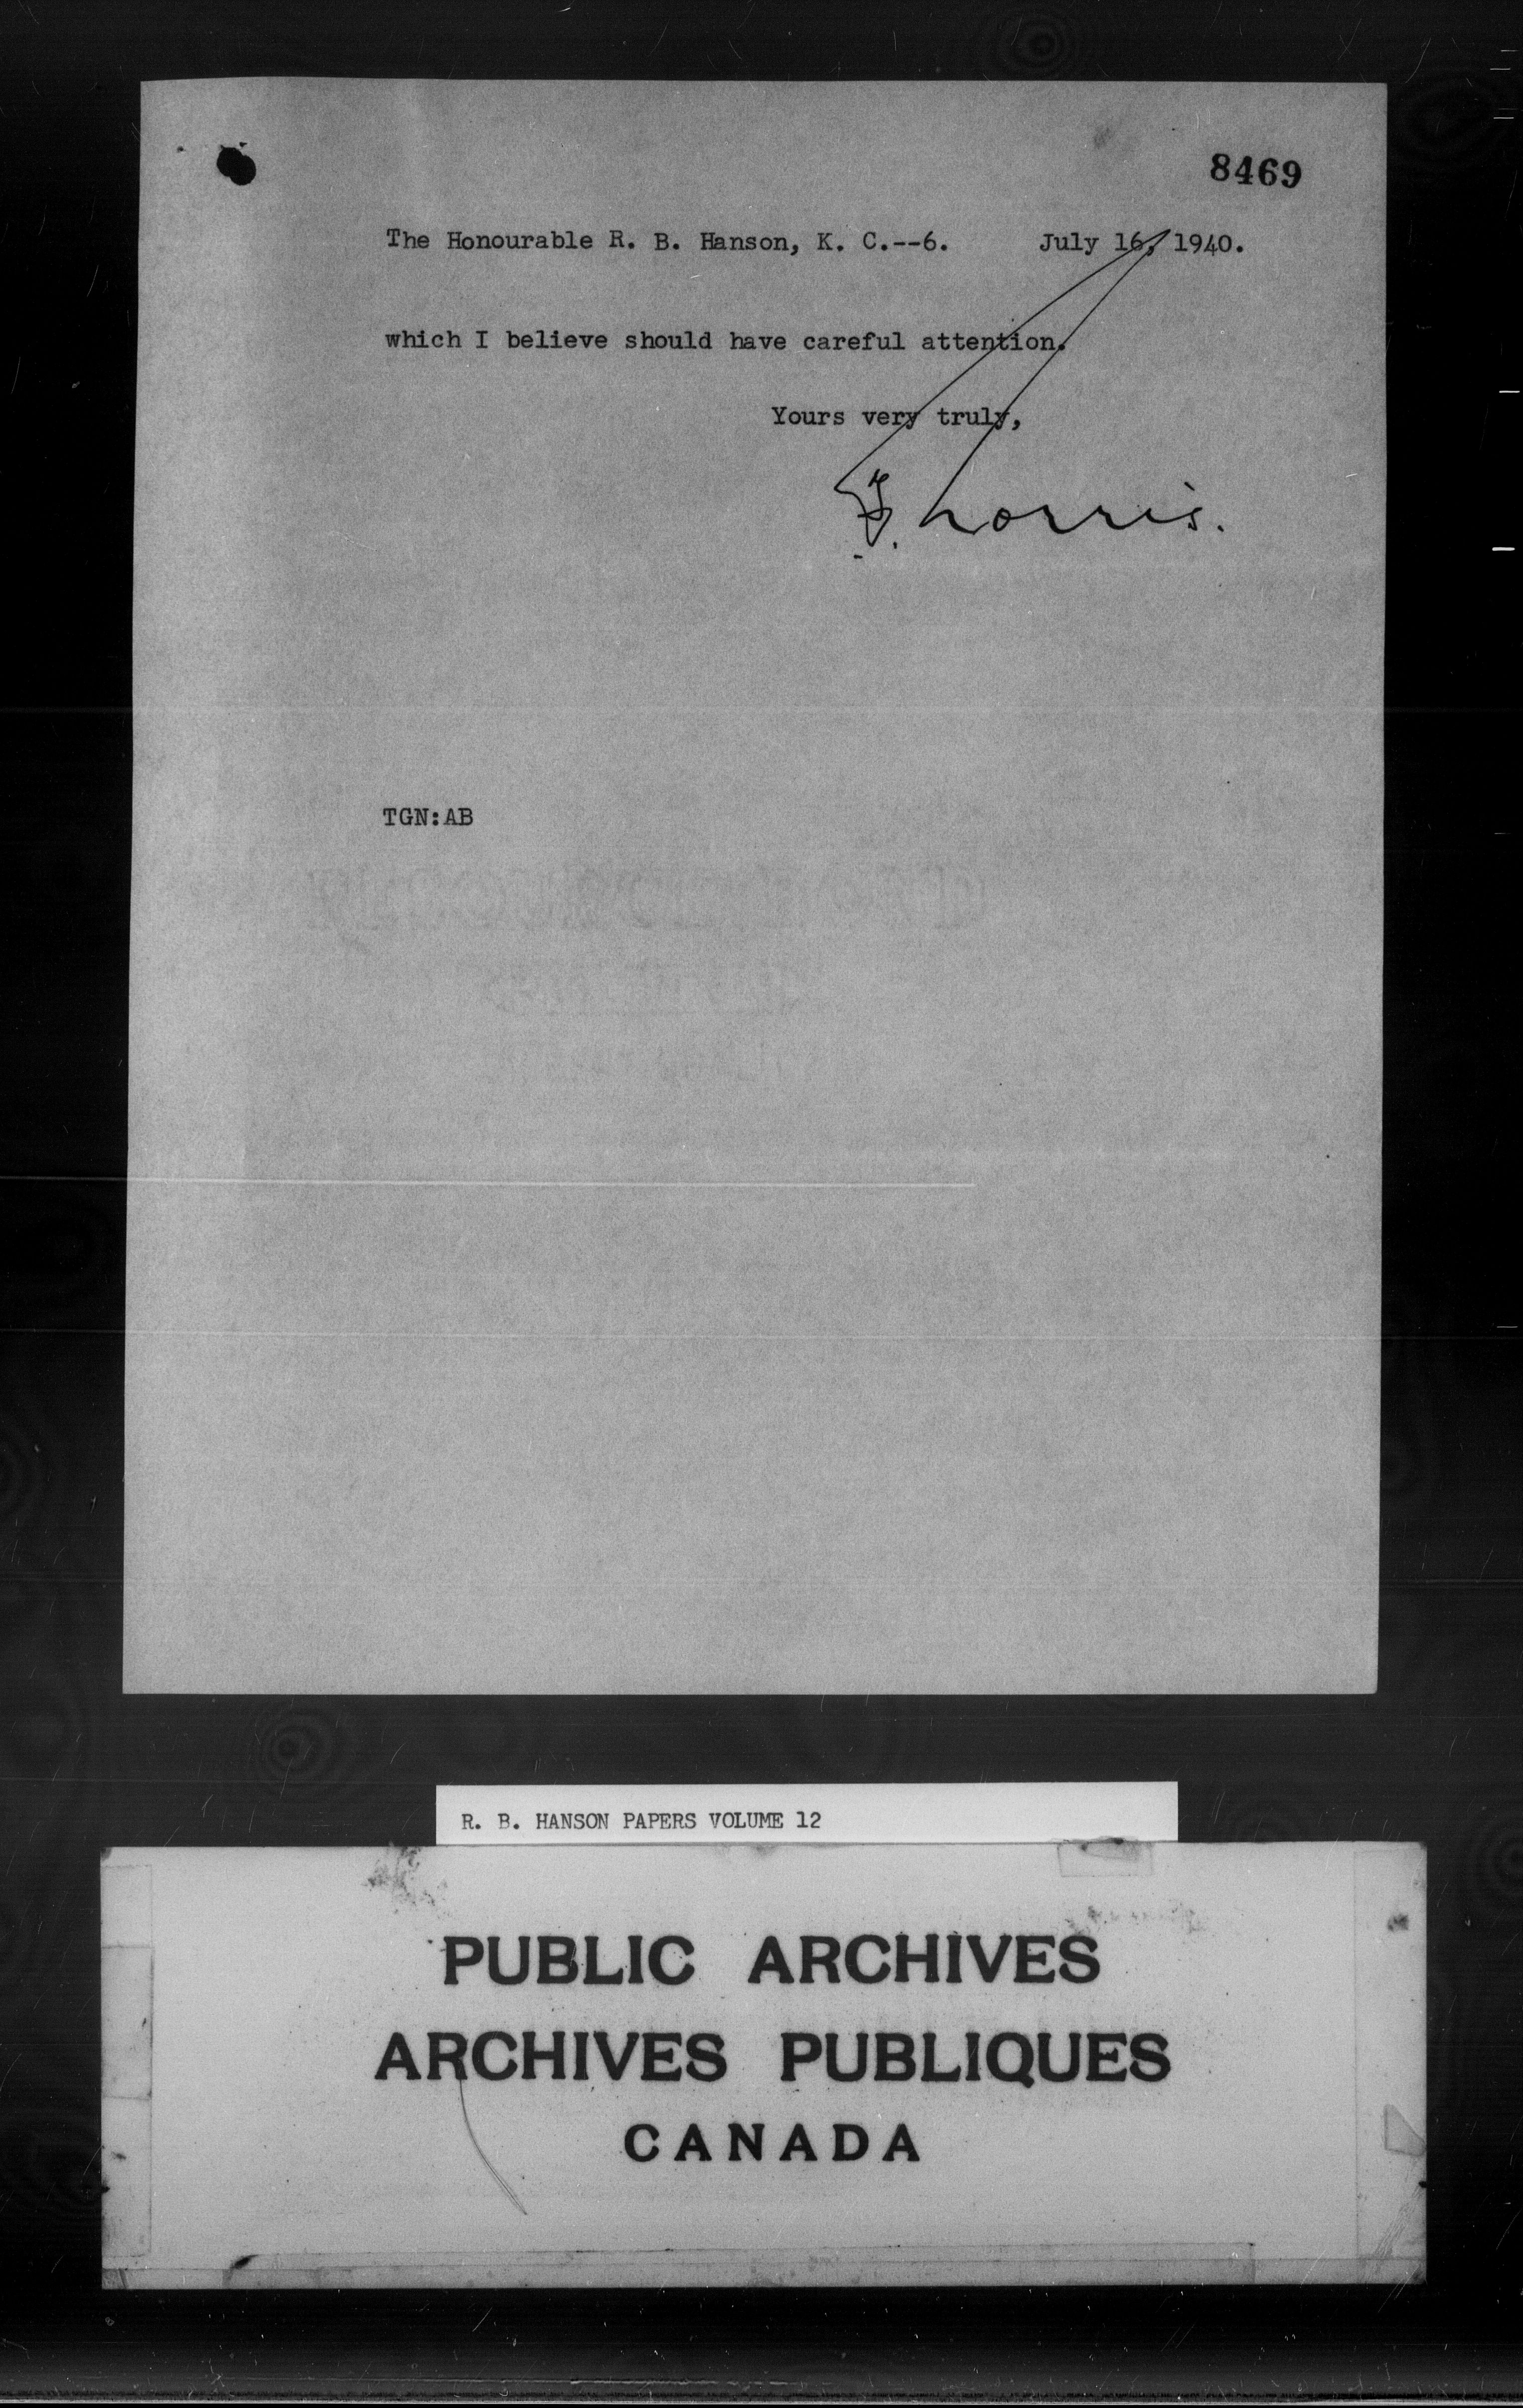 8469
The Honourable R. B. Hanson, K. C.--6. July 16, 1940.
which I believe should have careful attention.
Yours very truly,
Norris.
TGN:AB
R. B. HANSON PAPERS VOLUME 12
PUBLIC ARCHIVES
ARCHIVES PUBLIQUES
CANADA